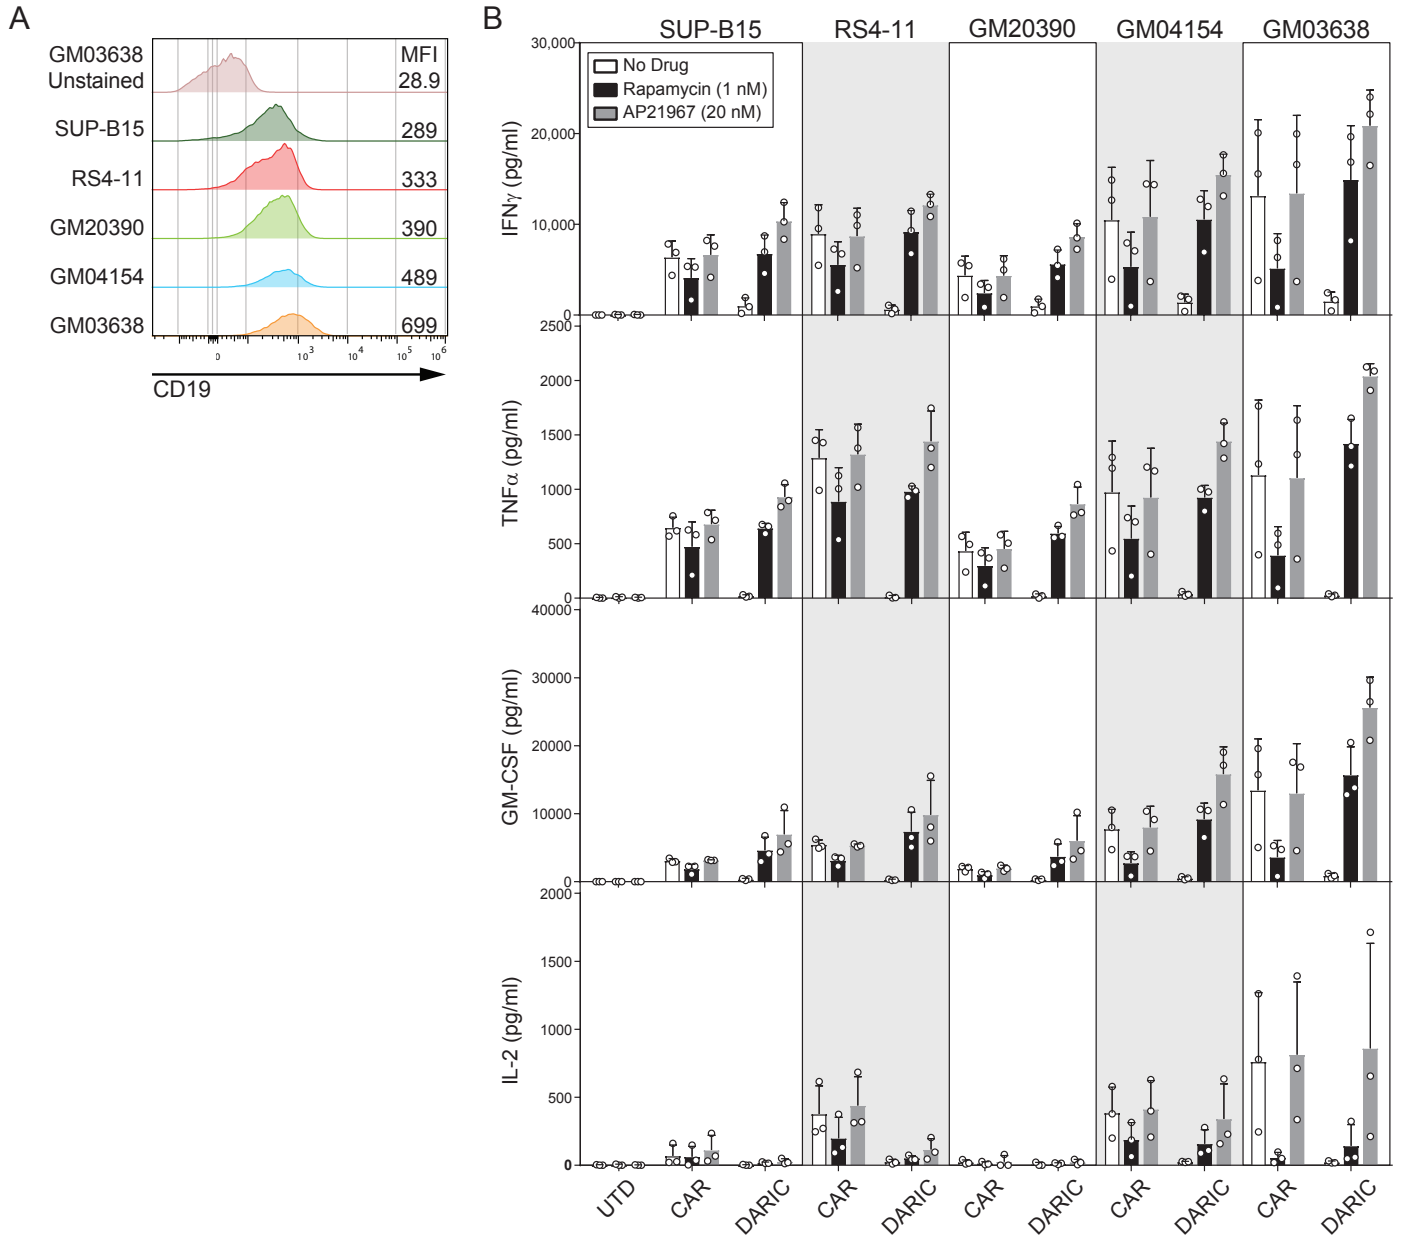 A
GM03638
Unstained
MFI
28.9
SUP-B15
289
RS4-11
333
GM20390
390
GM04154
489
GM03638
699
0 10³ 10⁴ 10⁵ 10⁶
CD19
B
SUP-B15 RS4-11 GM20390 GM04154 GM03638
No Drug
Rapamycin (1 nM)
AP21967 (20 nM)
IFNγ (pg/ml)
30,000
20,000
10,000
0
TNFα (pg/ml)
2500
2000
1500
1000
500
0
GM-CSF (pg/ml)
40000
30000
20000
10000
0
IL-2 (pg/ml)
2000
1500
1000
500
0
UTD CAR DARIC CAR DARIC CAR DARIC CAR DARIC CAR DARIC